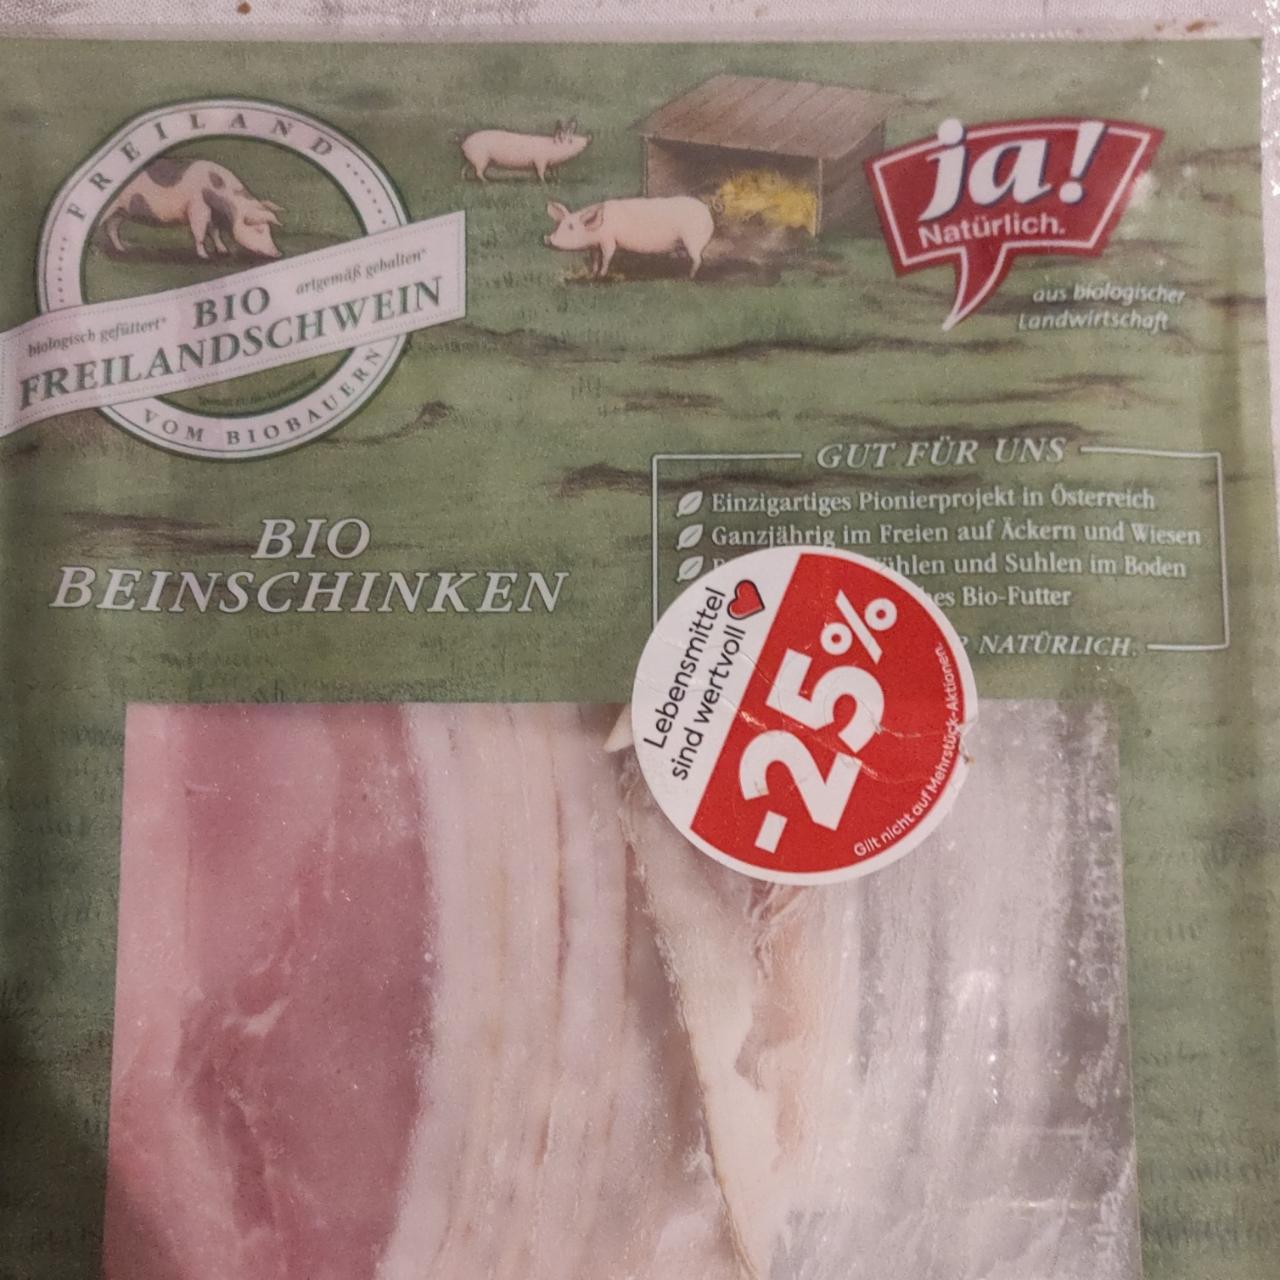 FREILAND
biologisch gefüttert* BIO artgemäß gehalten*
FREILANDSCHWEIN
VOM BIOBAUERN
ja!
Natürlich.
aus biologischer
Landwirtschaft
BIO
BEINSCHINKEN
GUT FÜR UNS
Einzigartiges Pionierprojekt in Österreich
Ganzjährig im Freien auf Äckern und Wiesen
ühlen und Suhlen im Boden
es Bio-Futter
NATÜRLICH.
Lebensmittel
sind wertvoll
-25%
Gilt nicht auf Mehrstück-Aktionen.